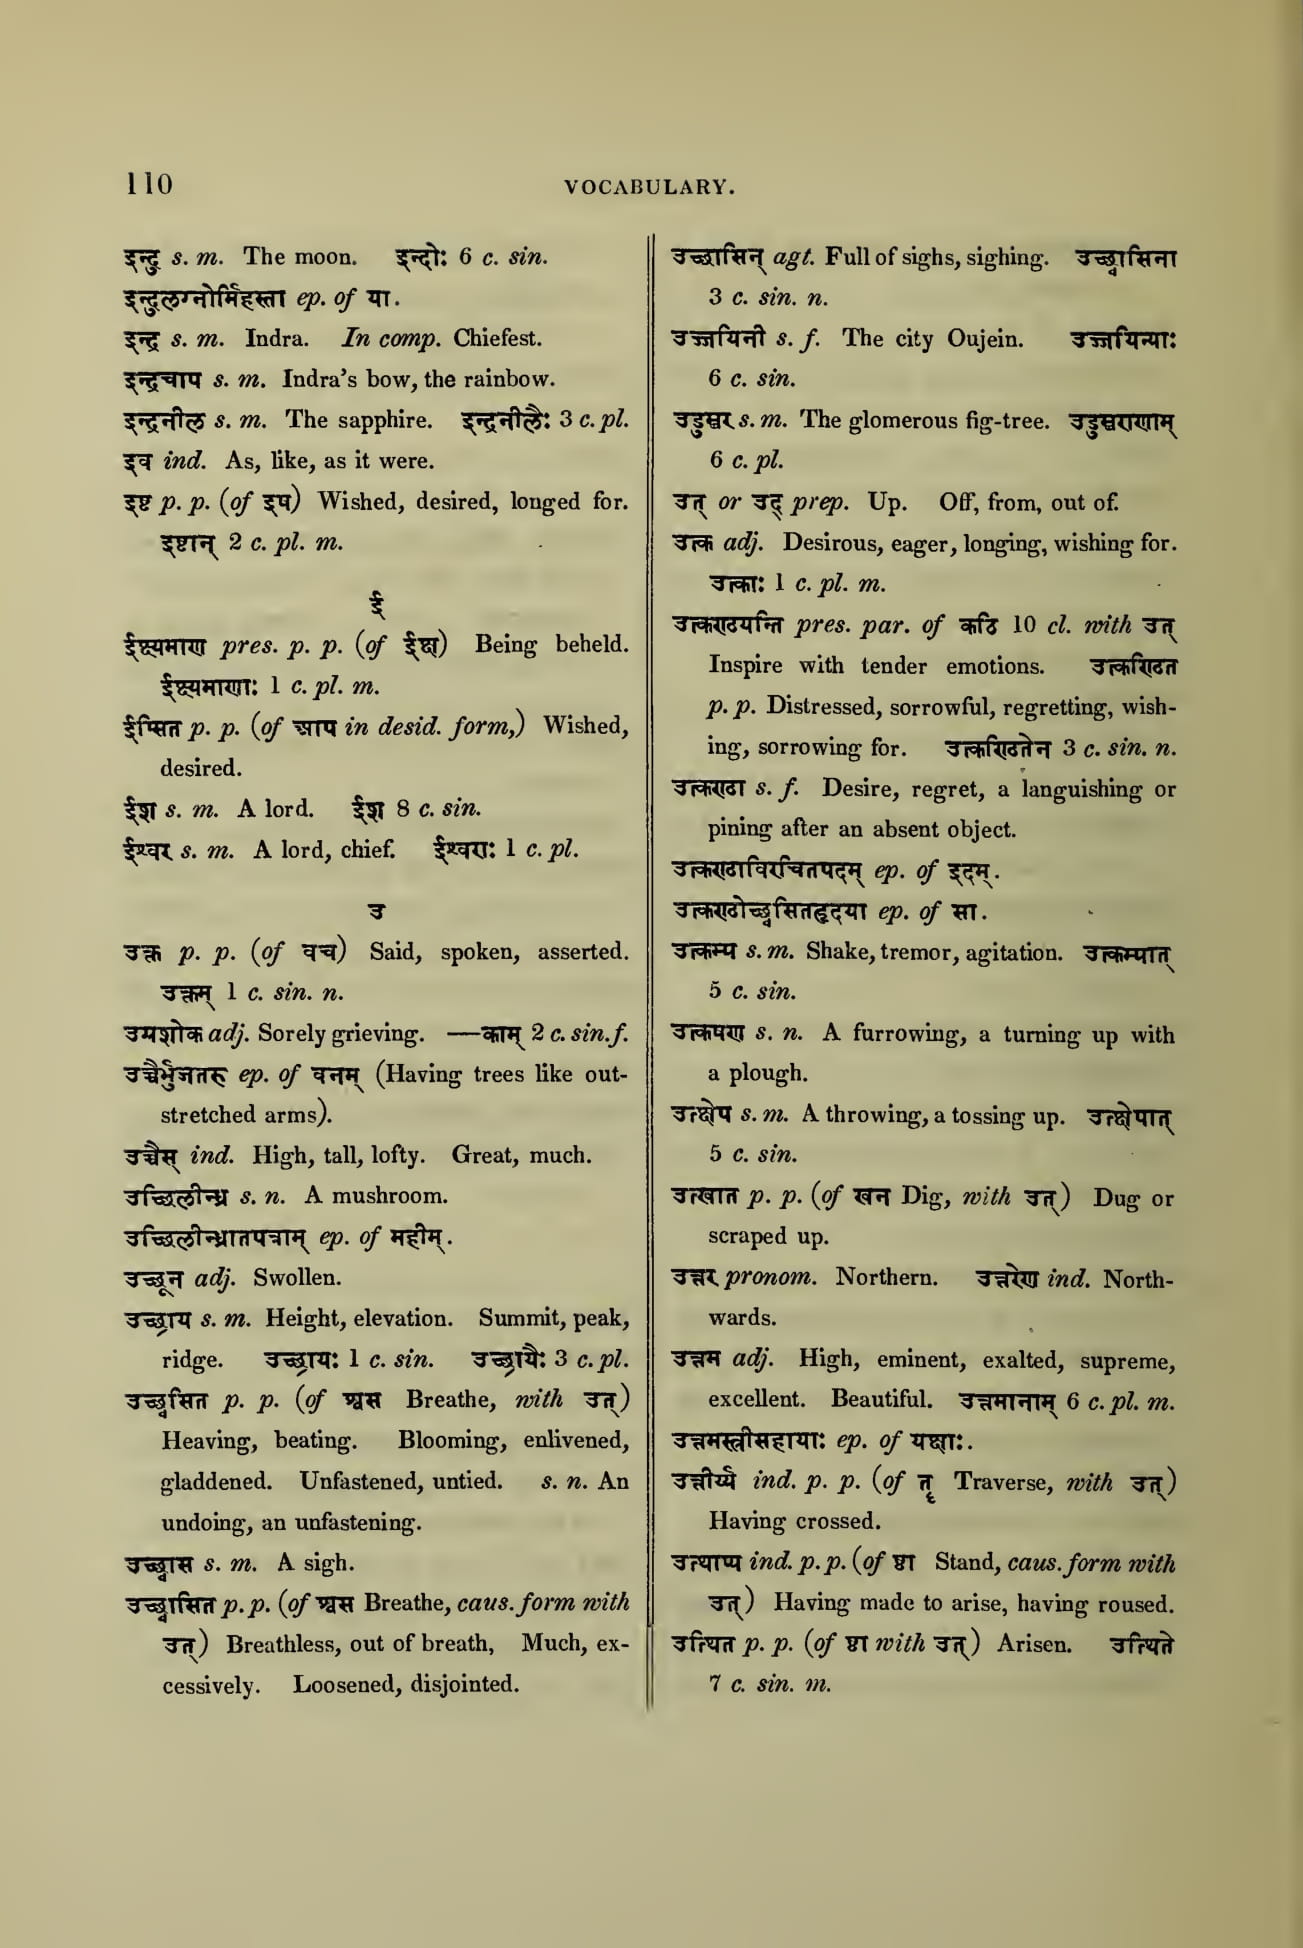 110
VOCABULARY.
इन्दु s. m. The moon. इन्दोः 6 c. sin.
इन्दुलग्नोर्मिहस्ता ep. of या.
इन्द्र s. m. Indra. In comp. Chiefest.
इन्द्रचाप s. m. Indra's bow, the rainbow.
इन्द्रनील s. m. The sapphire. इन्द्रनीलैः 3 c. pl.
इव ind. As, like, as it were.
इष्ट p. p. (of इष) Wished, desired, longed for.
इष्टान् 2 c. pl. m.
ई
ईक्ष्यमाण pres. p. p. (of ईक्ष) Being beheld.
ईक्ष्यमाणाः 1 c. pl. m.
ईप्सित p. p. (of आप in desid. form,) Wished,
desired.
ईश s. m. A lord. ईश 8 c. sin.
ईश्वर s. m. A lord, chief. ईश्वराः 1 c. pl.
उ
उक्त p. p. (of वच) Said, spoken, asserted.
उक्तम् 1 c. sin. n.
उग्रशोक adj. Sorely grieving. —काम् 2 c. sin. f.
उच्चैर्भुजतरु ep. of वनम् (Having trees like out-
stretched arms).
उच्चैस् ind. High, tall, lofty. Great, much.
उच्छिलीन्ध्र s. n. A mushroom.
उच्छिलीन्ध्रातपत्राम् ep. of महीम्.
उच्छून adj. Swollen.
उच्छ्राय s. m. Height, elevation. Summit, peak,
ridge. उच्छ्रायः 1 c. sin. उच्छ्रायैः 3 c. pl.
उच्छ्वसित p. p. (of श्वस Breathe, with उत्)
Heaving, beating. Blooming, enlivened,
gladdened. Unfastened, untied. s. n. An
undoing, an unfastening.
उच्छ्वास s. m. A sigh.
उच्छ्वासित p. p. (of श्वस Breathe, caus. form with
उत्) Breathless, out of breath, Much, ex-
cessively. Loosened, disjointed.
उच्छासिन् agt. Full of sighs, sighing. उच्छ्वासिना
3 c. sin. n.
उज्जयिनी s. f. The city Oujein. उज्जयिन्याः
6 c. sin.
उडुम्बर s. m. The glomerous fig-tree. उडुम्बराणाम्
6 c. pl.
उत् or उद् prep. Up. Off, from, out of.
उत्क adj. Desirous, eager, longing, wishing for.
उत्काः 1 c. pl. m.
उत्कण्ठयन्ति pres. par. of कठि 10 cl. with उत्
Inspire with tender emotions. उत्कण्ठित
p. p. Distressed, sorrowful, regretting, wish-
ing, sorrowing for. उत्कण्ठितेन 3 c. sin. n.
उत्कण्ठा s. f. Desire, regret, a languishing or
pining after an absent object.
उत्कण्ठाविरचितपदम् ep. of इदम्.
उत्कण्ठोच्छ्वसितहृदया ep. of सा.
उत्कम्प s. m. Shake, tremor, agitation. उत्कम्पात्
5 c. sin.
उत्कषण s. n. A furrowing, a turning up with
a plough.
उत्क्षेप s. m. A throwing, a tossing up. उत्क्षेपात्
5 c. sin.
उत्खात p. p. (of खन Dig, with उत्) Dug or
scraped up.
उत्तर pronom. Northern. उत्तरेण ind. North-
wards.
उत्तम adj. High, eminent, exalted, supreme,
excellent. Beautiful. उत्तमानाम् 6 c. pl. m.
उत्तमस्त्रीसहायाः ep. of यक्षाः.
उत्तीर्य्य ind. p. p. (of तॄ Traverse, with उत्)
Having crossed.
उत्थाप्य ind. p. p. (of ष्ठा Stand, caus. form with
उत्) Having made to arise, having roused.
उत्थित p. p. (of ष्ठा with उत्) Arisen. उत्थिते
7 c. sin. m.